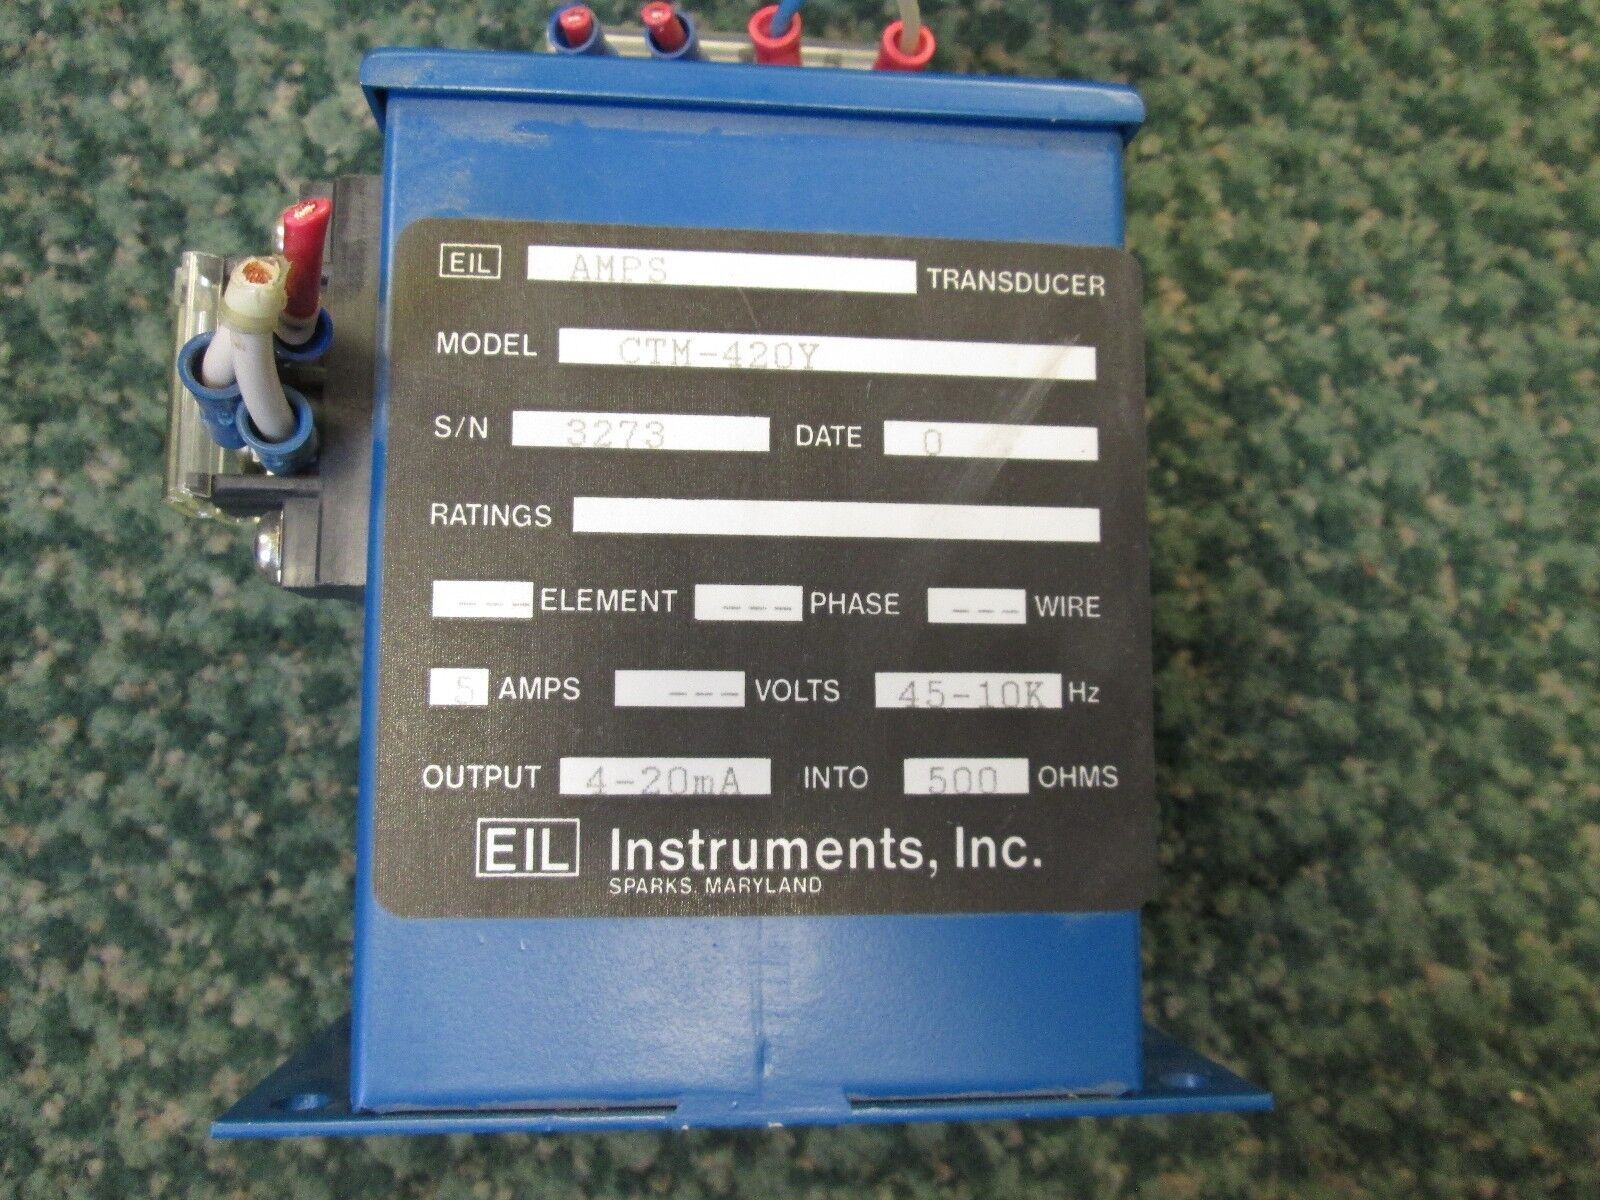 EIL AMPS TRANSDUCER
MODEL CTM-420Y
S/N 3273 DATE 0
RATINGS
--- ELEMENT --- PHASE --- WIRE
5 AMPS --- VOLTS 45-10K Hz
OUTPUT 4-20mA INTO 500 OHMS
EIL Instruments, Inc.
SPARKS, MARYLAND